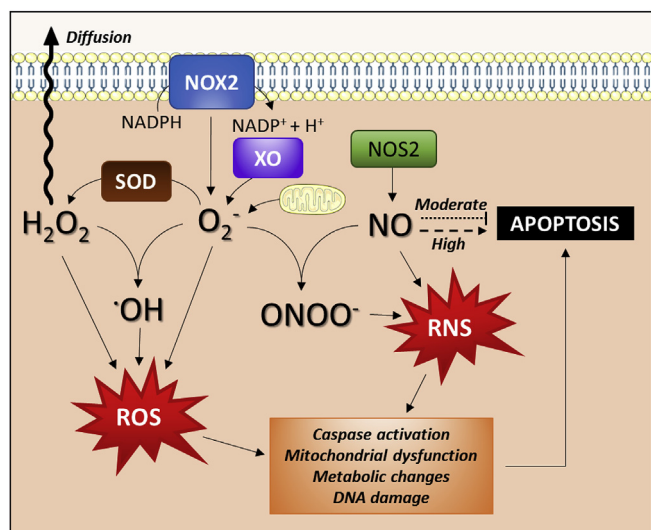 Diffusion
NOX2
NADPH
NADP⁺ + H⁺
XO
NOS2
SOD
H₂O₂
O₂⁻
NO
Moderate
High
APOPTOSIS
·OH
ONOO⁻
RNS
ROS
Caspase activation
Mitochondrial dysfunction
Metabolic changes
DNA damage